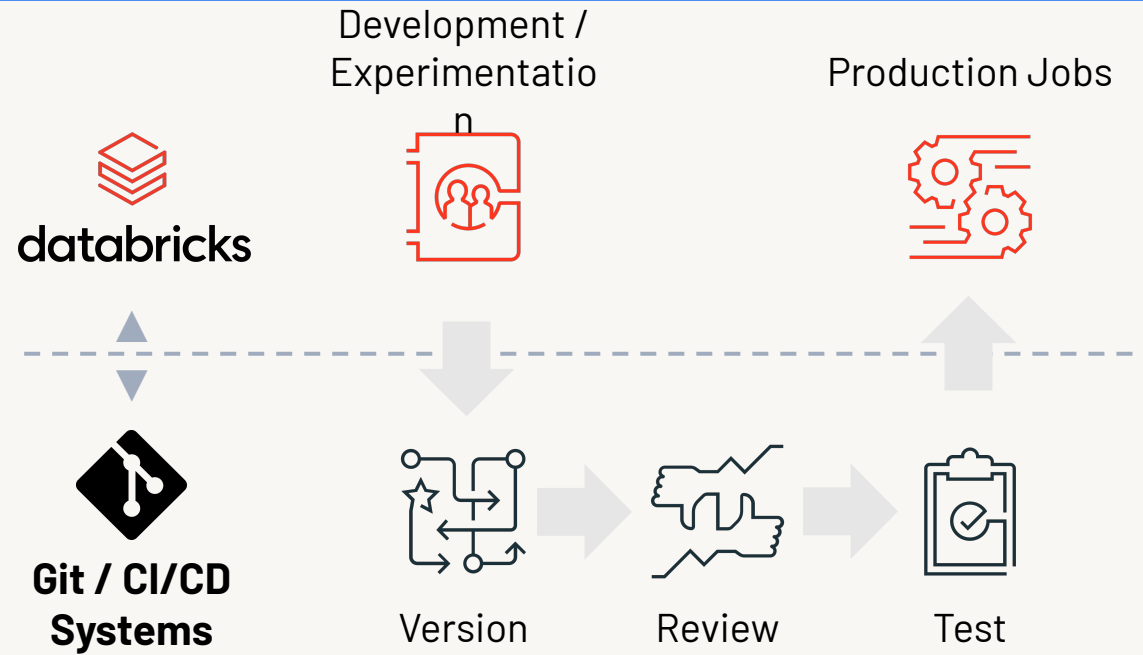 Development /
Experimentatio
n
Production Jobs
databricks
Git / CI/CD
Systems
Version
Review
Test